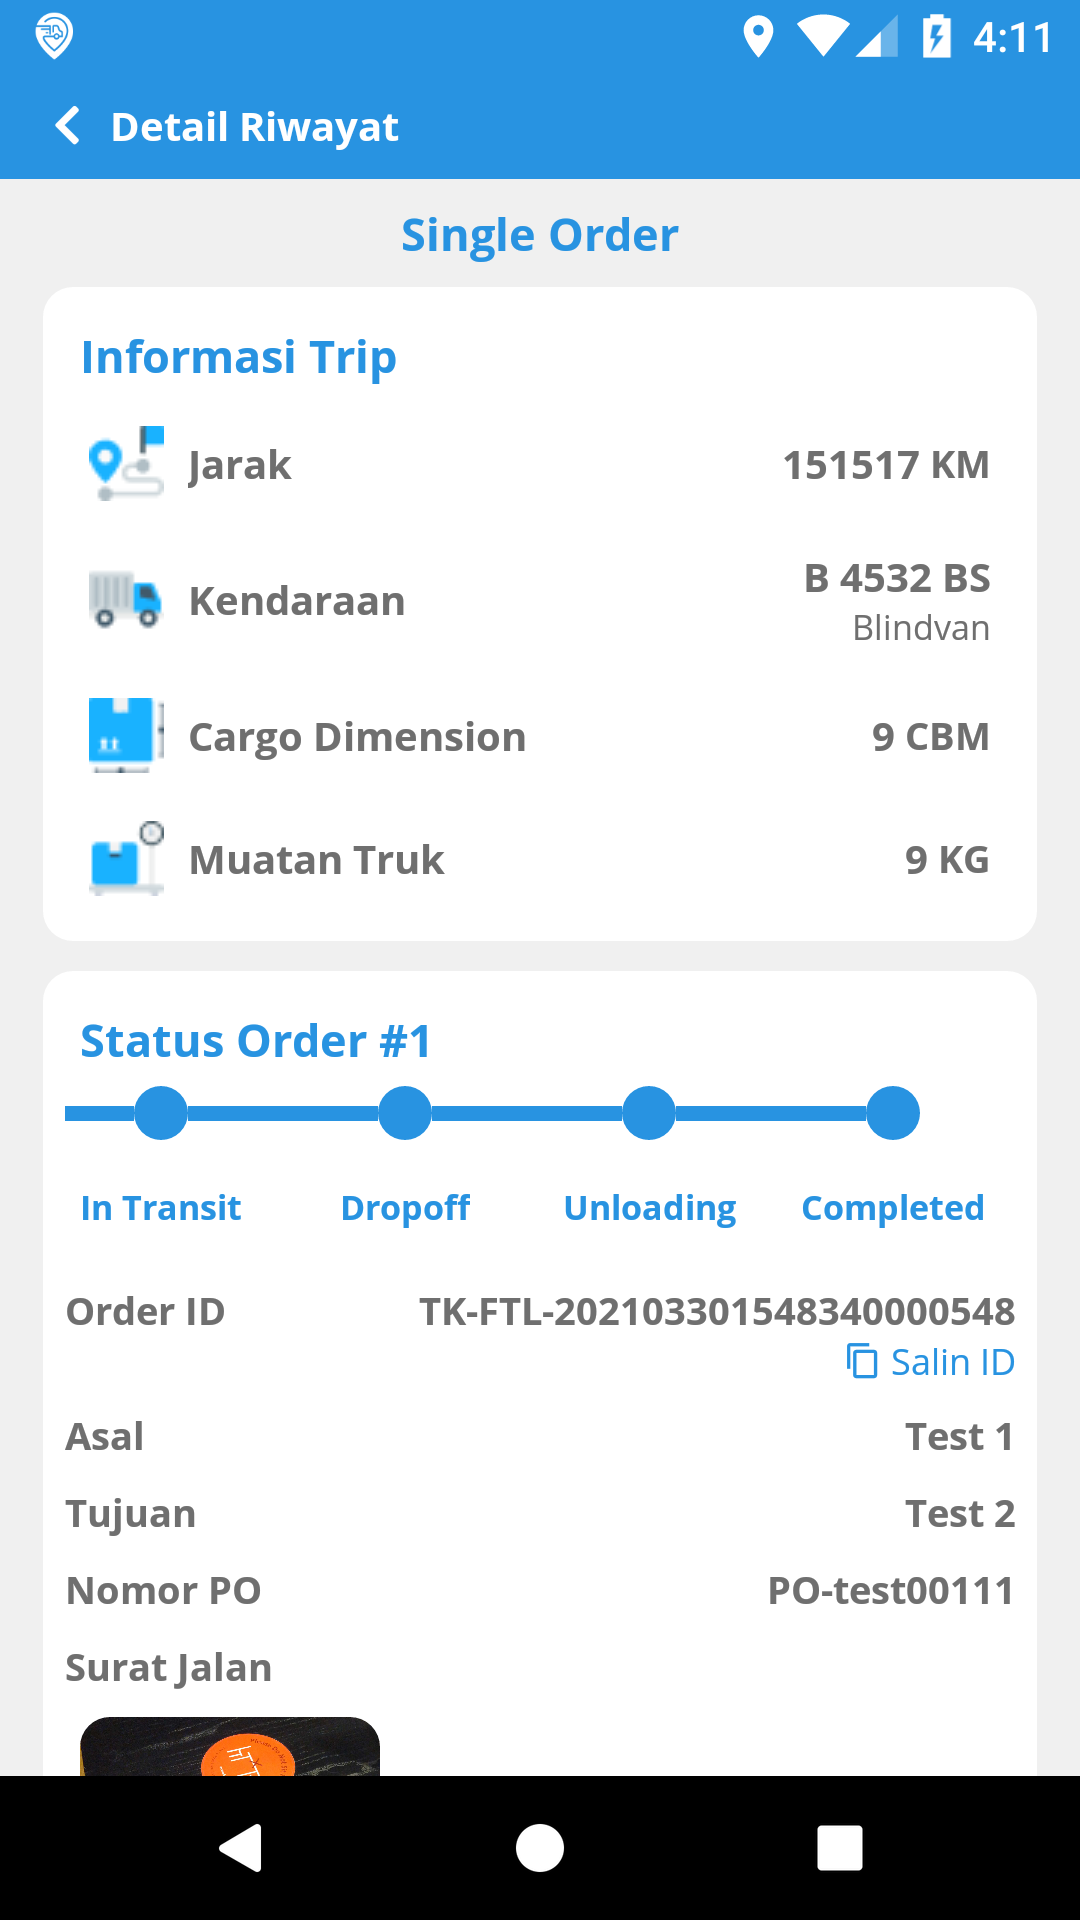 4:11
Detail Riwayat
Single Order
Informasi Trip
Jarak 151517 KM
Kendaraan B 4532 BS
Blindvan
Cargo Dimension 9 CBM
Muatan Truk 9 KG
Status Order #1
In Transit Dropoff Unloading Completed
Order ID TK-FTL-202103301548340000548
Salin ID
Asal Test 1
Tujuan Test 2
Nomor PO PO-test00111
Surat Jalan